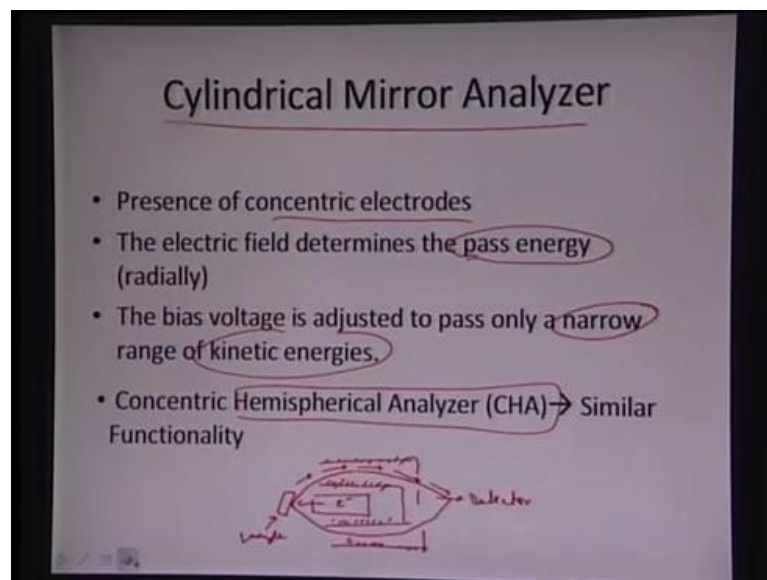 Cylindrical Mirror Analyzer
• Presence of concentric electrodes
• The electric field determines the pass energy
(radially)
• The bias voltage is adjusted to pass only a narrow
range of kinetic energies.
• Concentric Hemispherical Analyzer (CHA)→ Similar
Functionality
e⁻
Detector
Sample